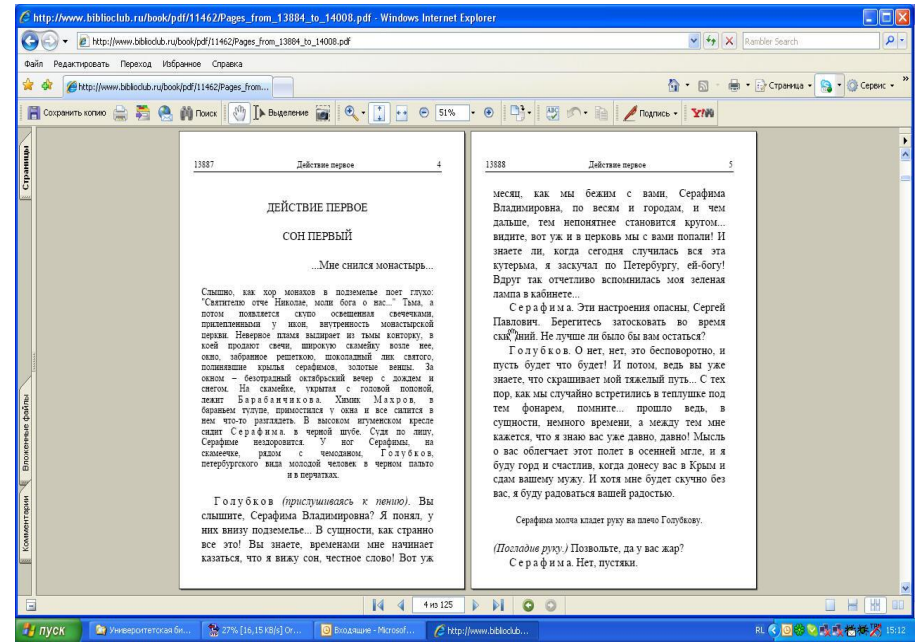 http://www.biblioclub.ru/book/pdf/11462/Pages_from_13884_to_14008.pdf - Windows Internet Explorer
http://www.biblioclub.ru/book/pdf/11462/Pages_from_13884_to_14008.pdf
Rambler Search
Файл Редактировать Переход Избранное Справка
http://www.biblioclub.ru/book/pdf/11462/Pages_from...
Страница
Сервис
Сохранить копию
Поиск
Выделение
51%
Подпись
Y!
Страницы
Вложенные файлы
Комментарии
13887 Действие первое 4
ДЕЙСТВИЕ ПЕРВОЕ
СОН ПЕРВЫЙ
...Мне снился монастырь...
Слышно, как хор монахов в подземелье поет глухо:
"Святителю отче Николае, моли бога о нас..." Тьма, а
потом появляется скупо освещенная свечечками,
прилепленными у икон, внутренность монастырской
церкви. Неверное пламя выдирает из тьмы конторку, в
коей продают свечи, широкую скамейку возле нее,
окно, забранное решеткою, шоколадный лик святого,
полинявшие крылья серафимов, золотые венцы. За
окном – безотрадный октябрьский вечер с дождем и
снегом. На скамейке, укрытая с головой попоной,
лежит Барабанчикова. Химик Махров, в
бараньем тулупе, примостился у окна и все силится в
нем что-то разглядеть. В высоком игуменском кресле
сидит Серафима в черной шубе. Судя по лицу,
Серафиме нездоровится. У ног Серафимы, на
скамеечке, рядом с чемоданом, Голубков,
петербургского вида молодой человек в черном пальто
и в перчатках.
Голубков (прислушиваясь к пению). Вы
слышите, Серафима Владимировна? Я понял, у
них внизу подземелье... В сущности, как странно
все это! Вы знаете, временами мне начинает
казаться, что я вижу сон, честное слово! Вот уж
13888 Действие первое 5
месяц, как мы бежим с вами, Серафима
Владимировна, по весям и городам, и чем
дальше, тем непонятнее становится кругом...
видите, вот уж и в церковь мы с вами попали! И
знаете ли, когда сегодня случилась вся эта
кутерьма, я заскучал по Петербургу, ей-богу!
Вдруг так отчетливо вспомнилась моя зеленая
лампа в кабинете...
Серафима. Эти настроения опасны, Сергей
Павлович. Берегитесь затосковать во время
скитаний. Не лучше ли было бы вам остаться?
Голубков. О нет, нет, это бесповоротно, и
пусть будет что будет! И потом, ведь вы уже
знаете, что скрашивает мой тяжелый путь... С тех
пор, как мы случайно встретились в теплушке под
тем фонарем, помните... прошло ведь, в
сущности, немного времени, а между тем мне
кажется, что я знаю вас уже давно, давно! Мысль
о вас облегчает этот полет в осенней мгле, и я
буду горд и счастлив, когда донесу вас в Крым и
сдам вашему мужу. И хотя мне будет скучно без
вас, я буду радоваться вашей радостью.
Серафима молча кладет руку на плечо Голубкову.
(Погладив руку.) Позвольте, да у вас жар?
Серафима. Нет, пустяки.
4 из 125
пуск
Университетская би...
27% [16,15 KB/s] Or...
Входящие - Microsof...
http://www.biblioclub...
RL
15:12